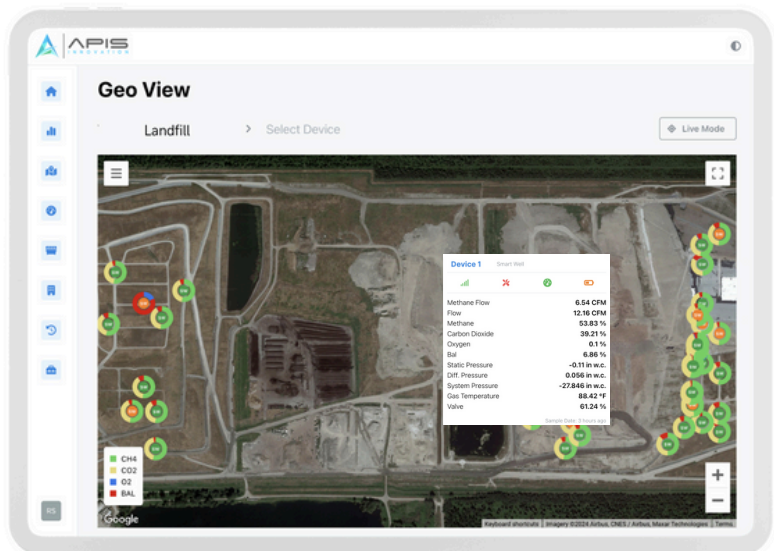 APIS
INNOVATION
Geo View
Landfill > Select Device
Live Mode
Device 1 Smart Well
Methane Flow 6.54 CFM
Flow 12.16 CFM
Methane 53.83 %
Carbon Dioxide 39.21 %
Oxygen 0.1 %
Bal 6.86 %
Static Pressure -0.11 in w.c.
Diff. Pressure 0.056 in w.c.
System Pressure -27.846 in w.c.
Gas Temperature 88.42 °F
Valve 61.24 %
Sample Date: 3 hours ago
CH4
CO2
O2
BAL
RS
Google
Keyboard shortcuts Imagery ©2024 Airbus, CNES / Airbus, Maxar Technologies Terms